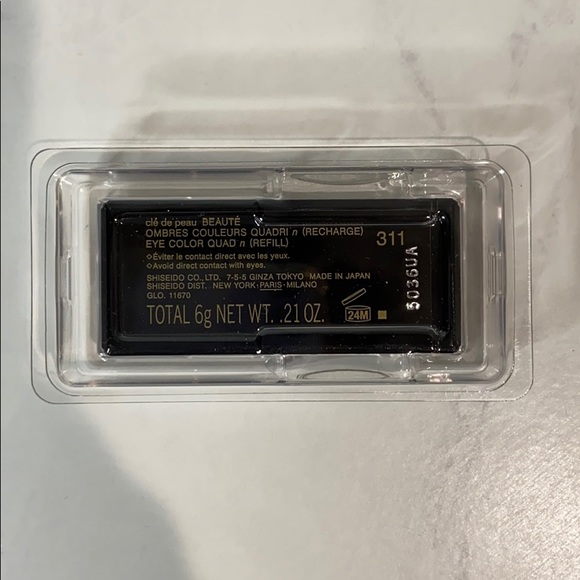 clé de peau BEAUTÉ
OMBRES COULEURS QUADRI n (RECHARGE)
EYE COLOR QUAD n (REFILL)
311
◇Éviter le contact direct avec les yeux.
◇Avoid direct contact with eyes.
SHISEIDO CO., LTD. 7-5-5 GINZA TOKYO MADE IN JAPAN
SHISEIDO DIST. NEW YORK·PARIS·MILANO
GLO. 11670
TOTAL 6g NET WT. .21 OZ.
24M
5036UA